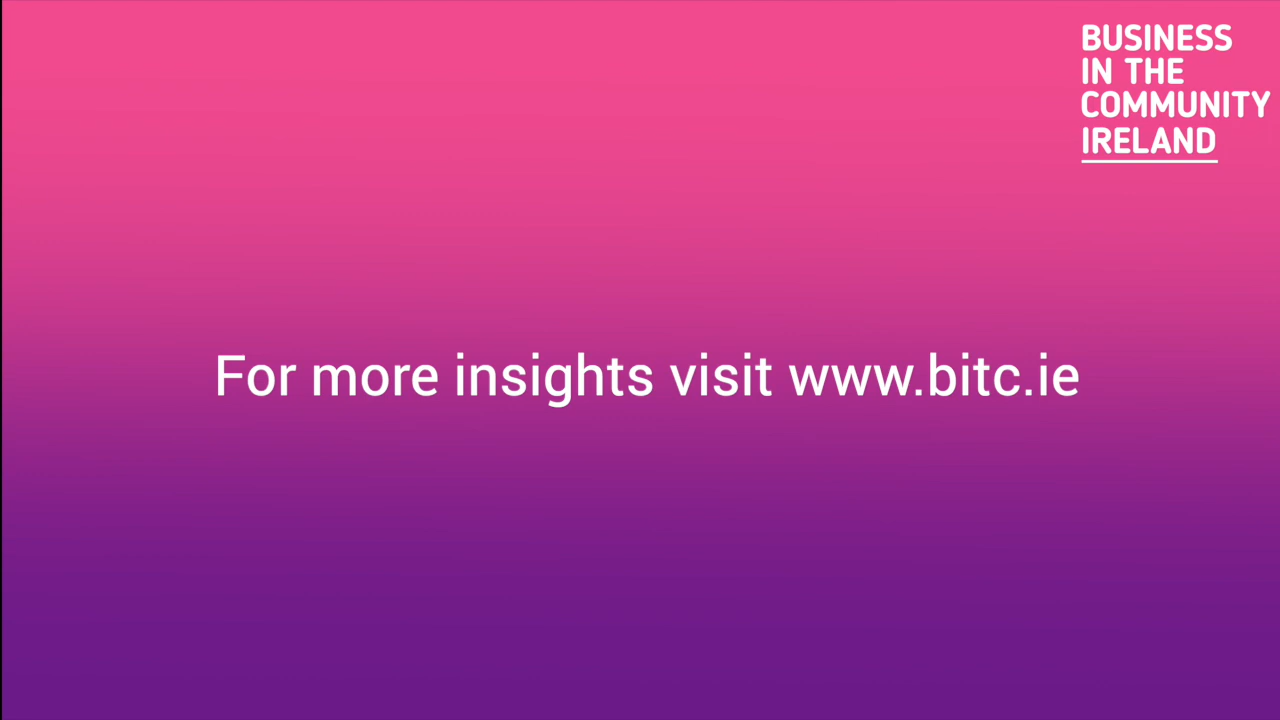 BUSINESS
IN THE
COMMUNITY
IRELAND
For more insights visit www.bitc.ie